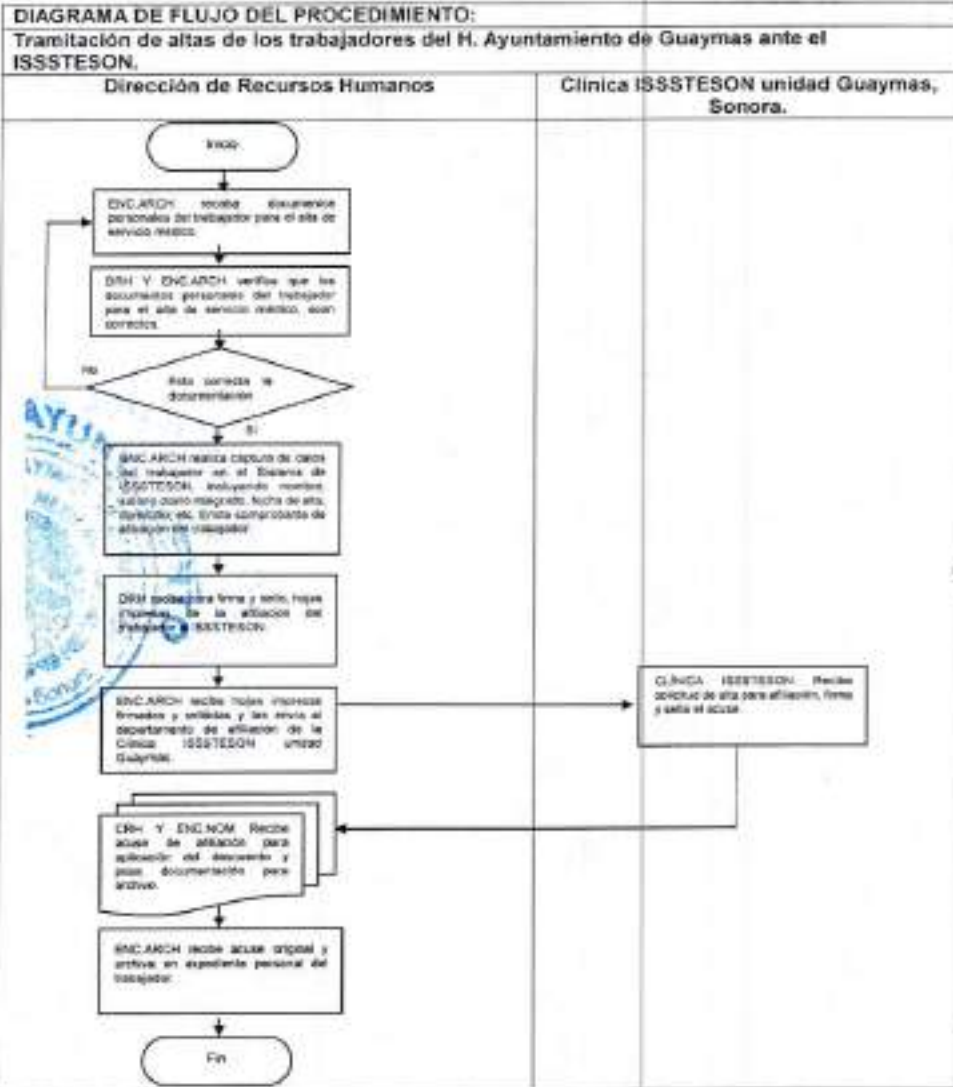 DIAGRAMA DE FLUJO DEL PROCEDIMIENTO:
Tramitación de altas de los trabajadores del H. Ayuntamiento de Guaymas ante el
ISSSTESON.
Dirección de Recursos Humanos
Clínica ISSSTESON unidad Guaymas,
Sonora.
Inicio
ENC.ARCH recaba documentos
personales del trabajador para el alta de
servicio médico.
DRH Y ENC.ARCH verifica que los
documentos personales del trabajador
para el alta de servicio médico, sean
correctos.
No
Esta correcta la
documentación
Si
ENC.ARCH realiza captura de datos
del trabajador en el Sistema de
ISSSTESON, incluyendo nombre,
salario diario integrado, fecha de alta,
domicilio, etc. Emite comprobante de
afiliación del trabajador
DRH recibe para firma y sello, hojas
impresas de la afiliación del
trabajador a ISSSTESON
ENC.ARCH recibe hojas impresas
firmadas y selladas y las envía al
departamento de afiliación de la
Clínica ISSSTESON unidad
Guaymas.
CLÍNICA ISSSTESON Recibe
solicitud de alta para afiliación, firma
y sella el acuse
CRH Y ENC.NOM Recibe
acuse de afiliación para
aplicación del descuento y
pasa documentación para
archivo.
ENC.ARCH recibe acuse original y
archiva en expediente personal del
trabajador.
Fin
AYU
Sonora